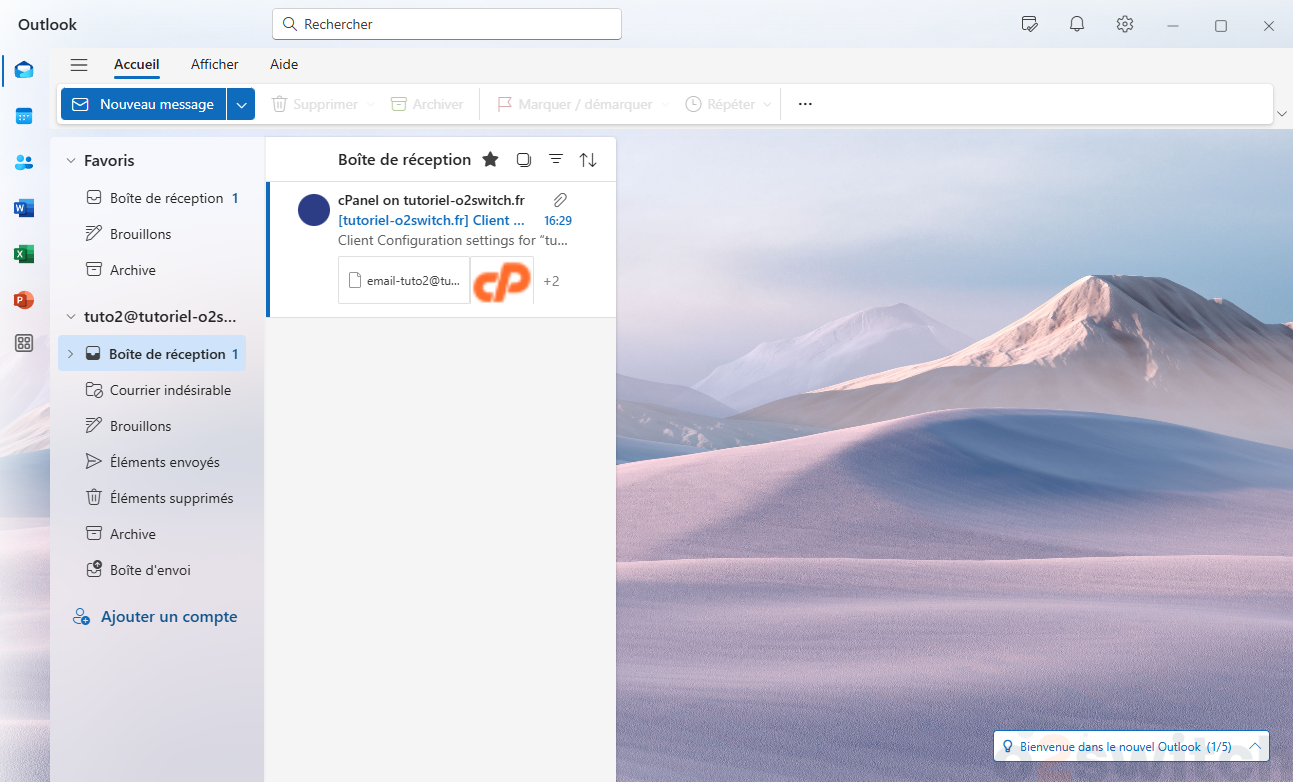 Outlook
Rechercher
Accueil Afficher Aide
Nouveau message Supprimer Archiver Marquer / démarquer Répéter ...
Favoris
Boîte de réception 1
Brouillons
Archive
tuto2@tutoriel-o2s...
Boîte de réception 1
Courrier indésirable
Brouillons
Éléments envoyés
Éléments supprimés
Archive
Boîte d'envoi
Ajouter un compte
Boîte de réception
cPanel on tutoriel-o2switch.fr
[tutoriel-o2switch.fr] Client ... 16:29
Client Configuration settings for “tu...
email-tuto2@tu... cP +2
Bienvenue dans le nouvel Outlook (1/5)
o2switch